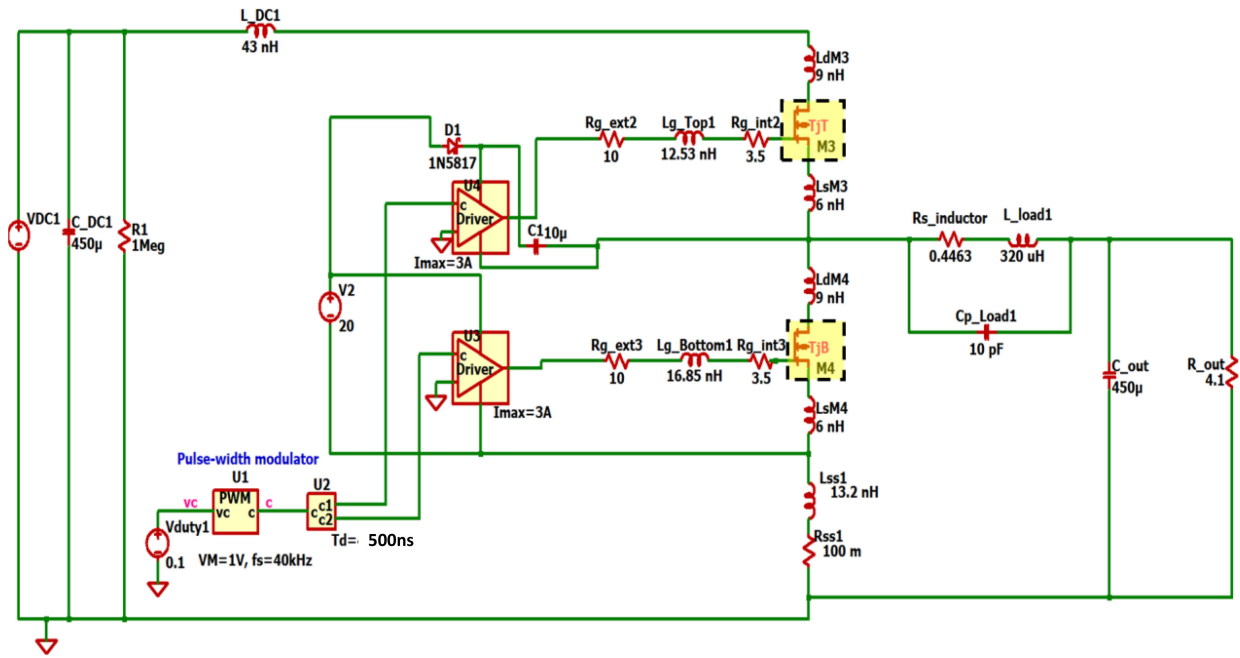 L_DC1
43 nH
LdM3
9 nH
D1
1N5817
Rg_ext2
10
Lg_Top1
12.53 nH
Rg_int2
3.5
TjT
M3
U4
c
Driver
Imax=3A
C1
10µ
LsM3
6 nH
VDC1
C_DC1
450µ
R1
1Meg
Rs_inductor
0.4463
L_load1
320 uH
Cp_Load1
10 pF
V2
20
LdM4
9 nH
U3
c
Driver
Imax=3A
Rg_ext3
10
Lg_Bottom1
16.85 nH
Rg_int3
3.5
TjB
M4
C_out
450µ
R_out
4.1
LsM4
6 nH
Pulse-width modulator
U1
PWM
vc
vc c
c
U2
c
c1
c2
Td= 500ns
Vduty1
0.1
VM=1V, fs=40kHz
Lss1
13.2 nH
Rss1
100 m